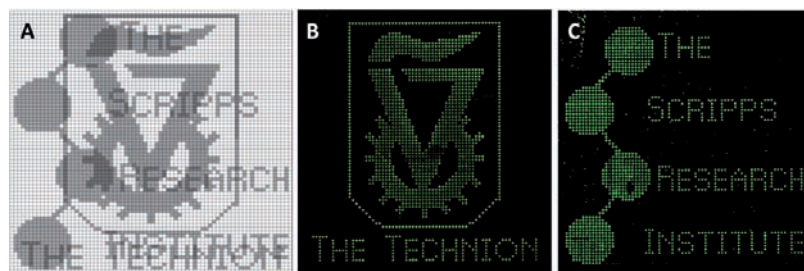 A
THE
SCRIPPS
RESEARCH
INSTITUTE
THE TECHNION
B
THE TECHNION
C
THE
SCRIPPS
RESEARCH
INSTITUTE